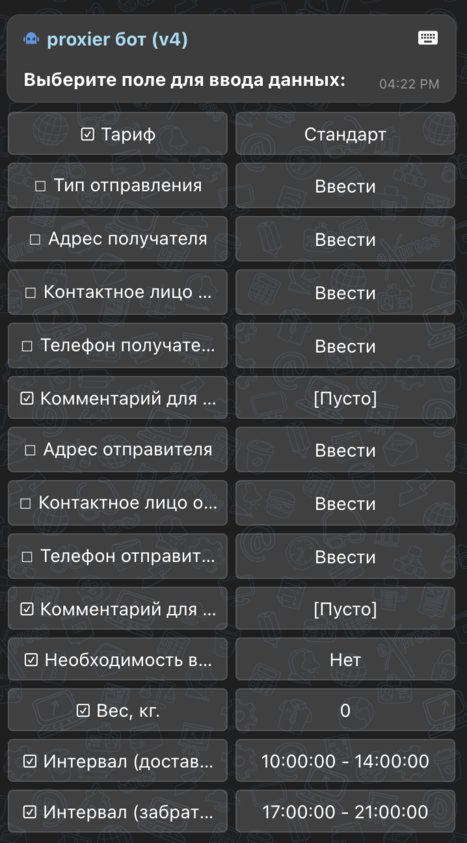 proxier бот (v4)
Выберите поле для ввода данных:
04:22 PM
☑ Тариф Стандарт
☐ Тип отправления Ввести
☐ Адрес получателя Ввести
☐ Контактное лицо ... Ввести
☐ Телефон получате... Ввести
☑ Комментарий для ... [Пусто]
☐ Адрес отправителя Ввести
☐ Контактное лицо о... Ввести
☐ Телефон отправит... Ввести
☑ Комментарий для ... [Пусто]
☑ Необходимость в... Нет
☑ Вес, кг. 0
☑ Интервал (достав... 10:00:00 - 14:00:00
☑ Интервал (забрат... 17:00:00 - 21:00:00